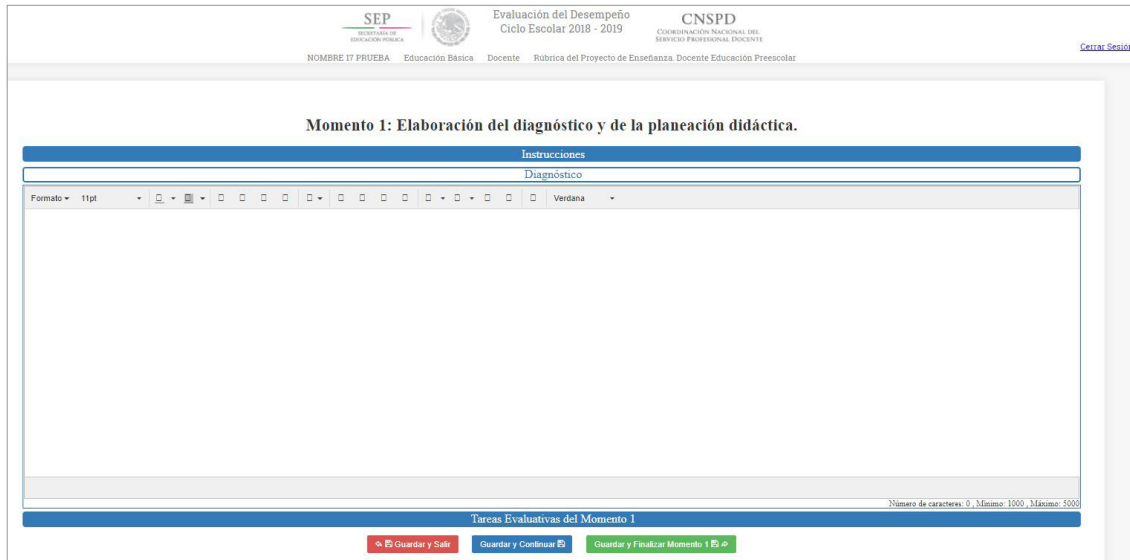 SEP
SECRETARÍA DE
EDUCACIÓN PÚBLICA
Evaluación del Desempeño
Ciclo Escolar 2018 - 2019
CNSPD
COORDINACIÓN NACIONAL DEL
SERVICIO PROFESIONAL DOCENTE
Cerrar Sesión
NOMBRE 17 PRUEBA Educación Básica Docente Rúbrica del Proyecto de Enseñanza. Docente Educación Preescolar
Momento 1: Elaboración del diagnóstico y de la planeación didáctica.
Instrucciones
Diagnóstico
Formato 11pt Verdana
Número de caracteres: 0 , Mínimo: 1000 , Máximo: 5000
Tareas Evaluativas del Momento 1
Guardar y Salir Guardar y Continuar Guardar y Finalizar Momento 1